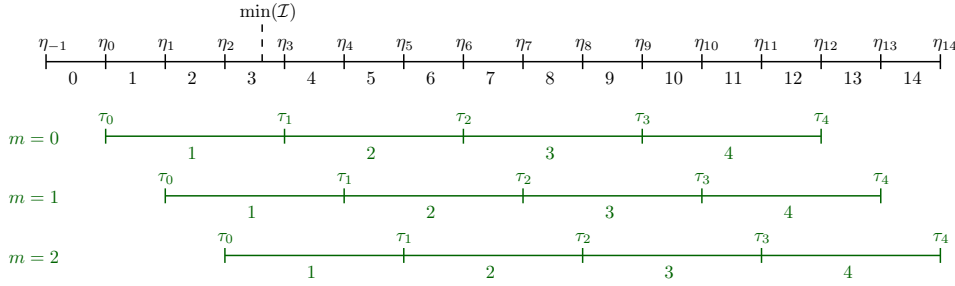 min(ℐ)
η₋₁ η₀ η₁ η₂ η₃ η₄ η₅ η₆ η₇ η₈ η₉ η₁₀ η₁₁ η₁₂ η₁₃ η₁₄
0 1 2 3 4 5 6 7 8 9 10 11 12 13 14
τ₀ τ₁ τ₂ τ₃ τ₄
m = 0
1 2 3 4
τ₀ τ₁ τ₂ τ₃ τ₄
m = 1
1 2 3 4
τ₀ τ₁ τ₂ τ₃ τ₄
m = 2
1 2 3 4